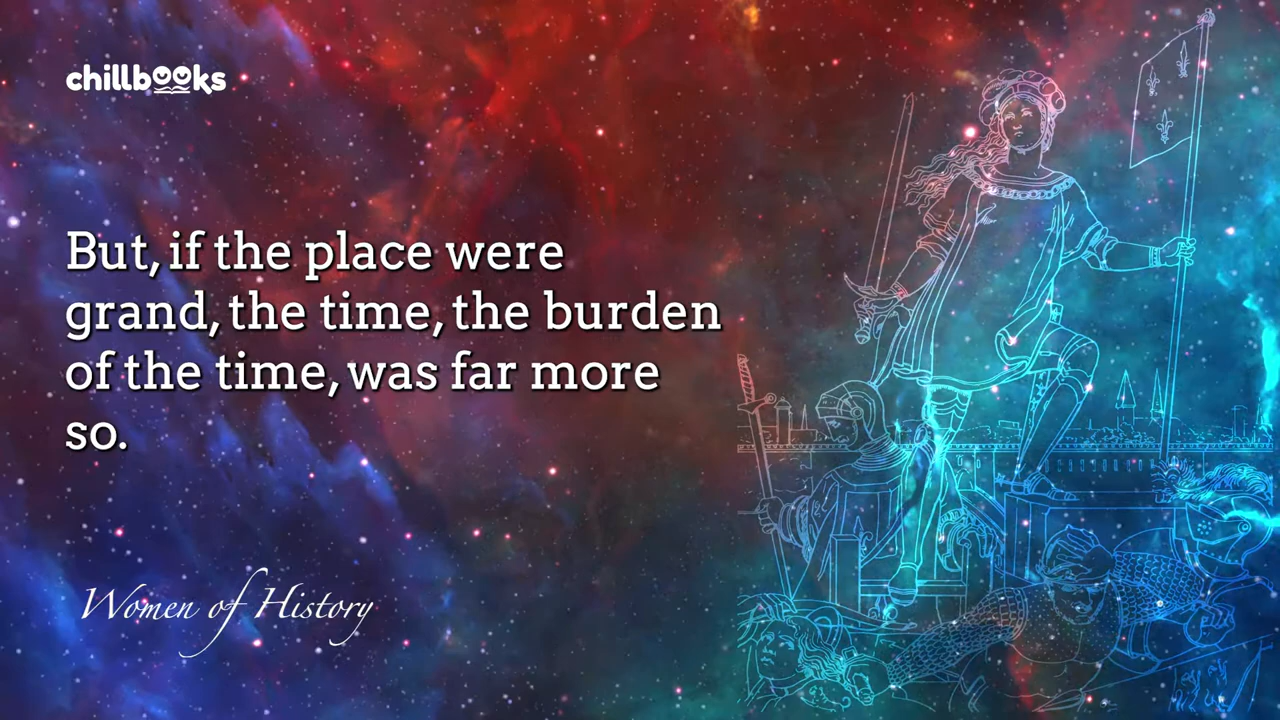 chillbooks
But, if the place were
grand, the time, the burden
of the time, was far more
so.
Women of History